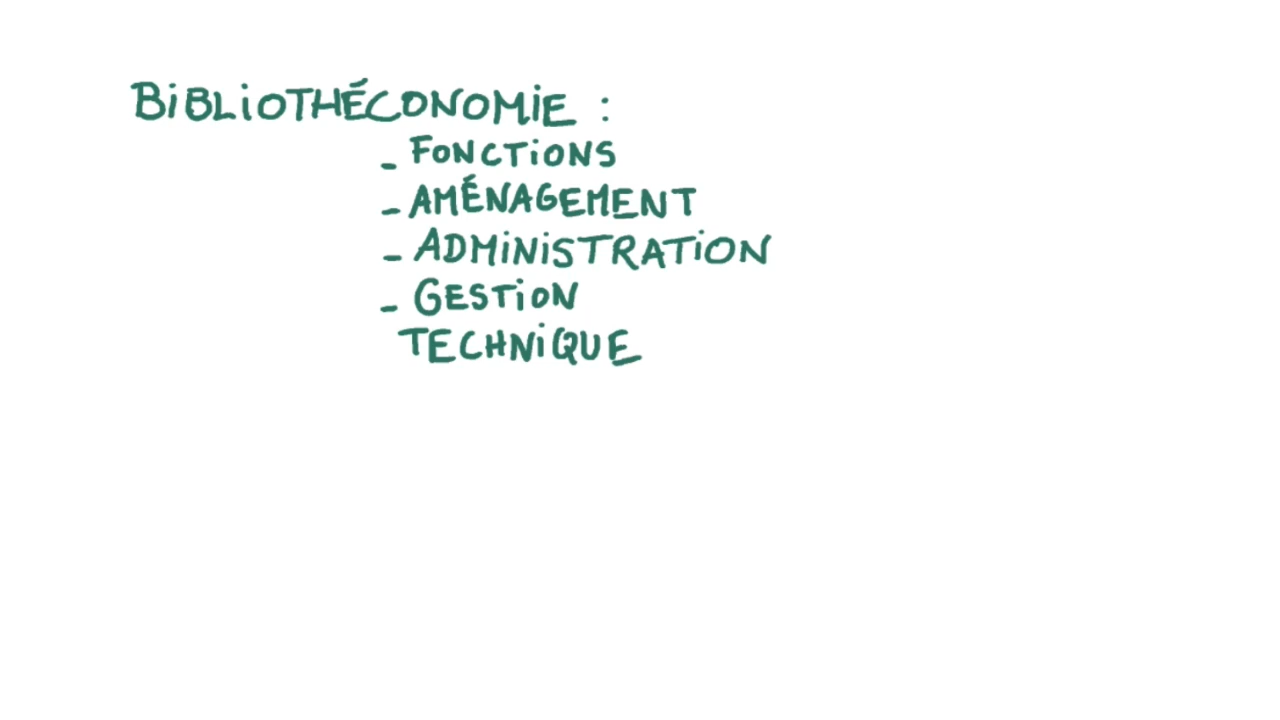 BIBLIOTHÉCONOMIE :
- FONCTIONS
- AMÉNAGEMENT
- ADMINISTRATION
- GESTION
TECHNIQUE